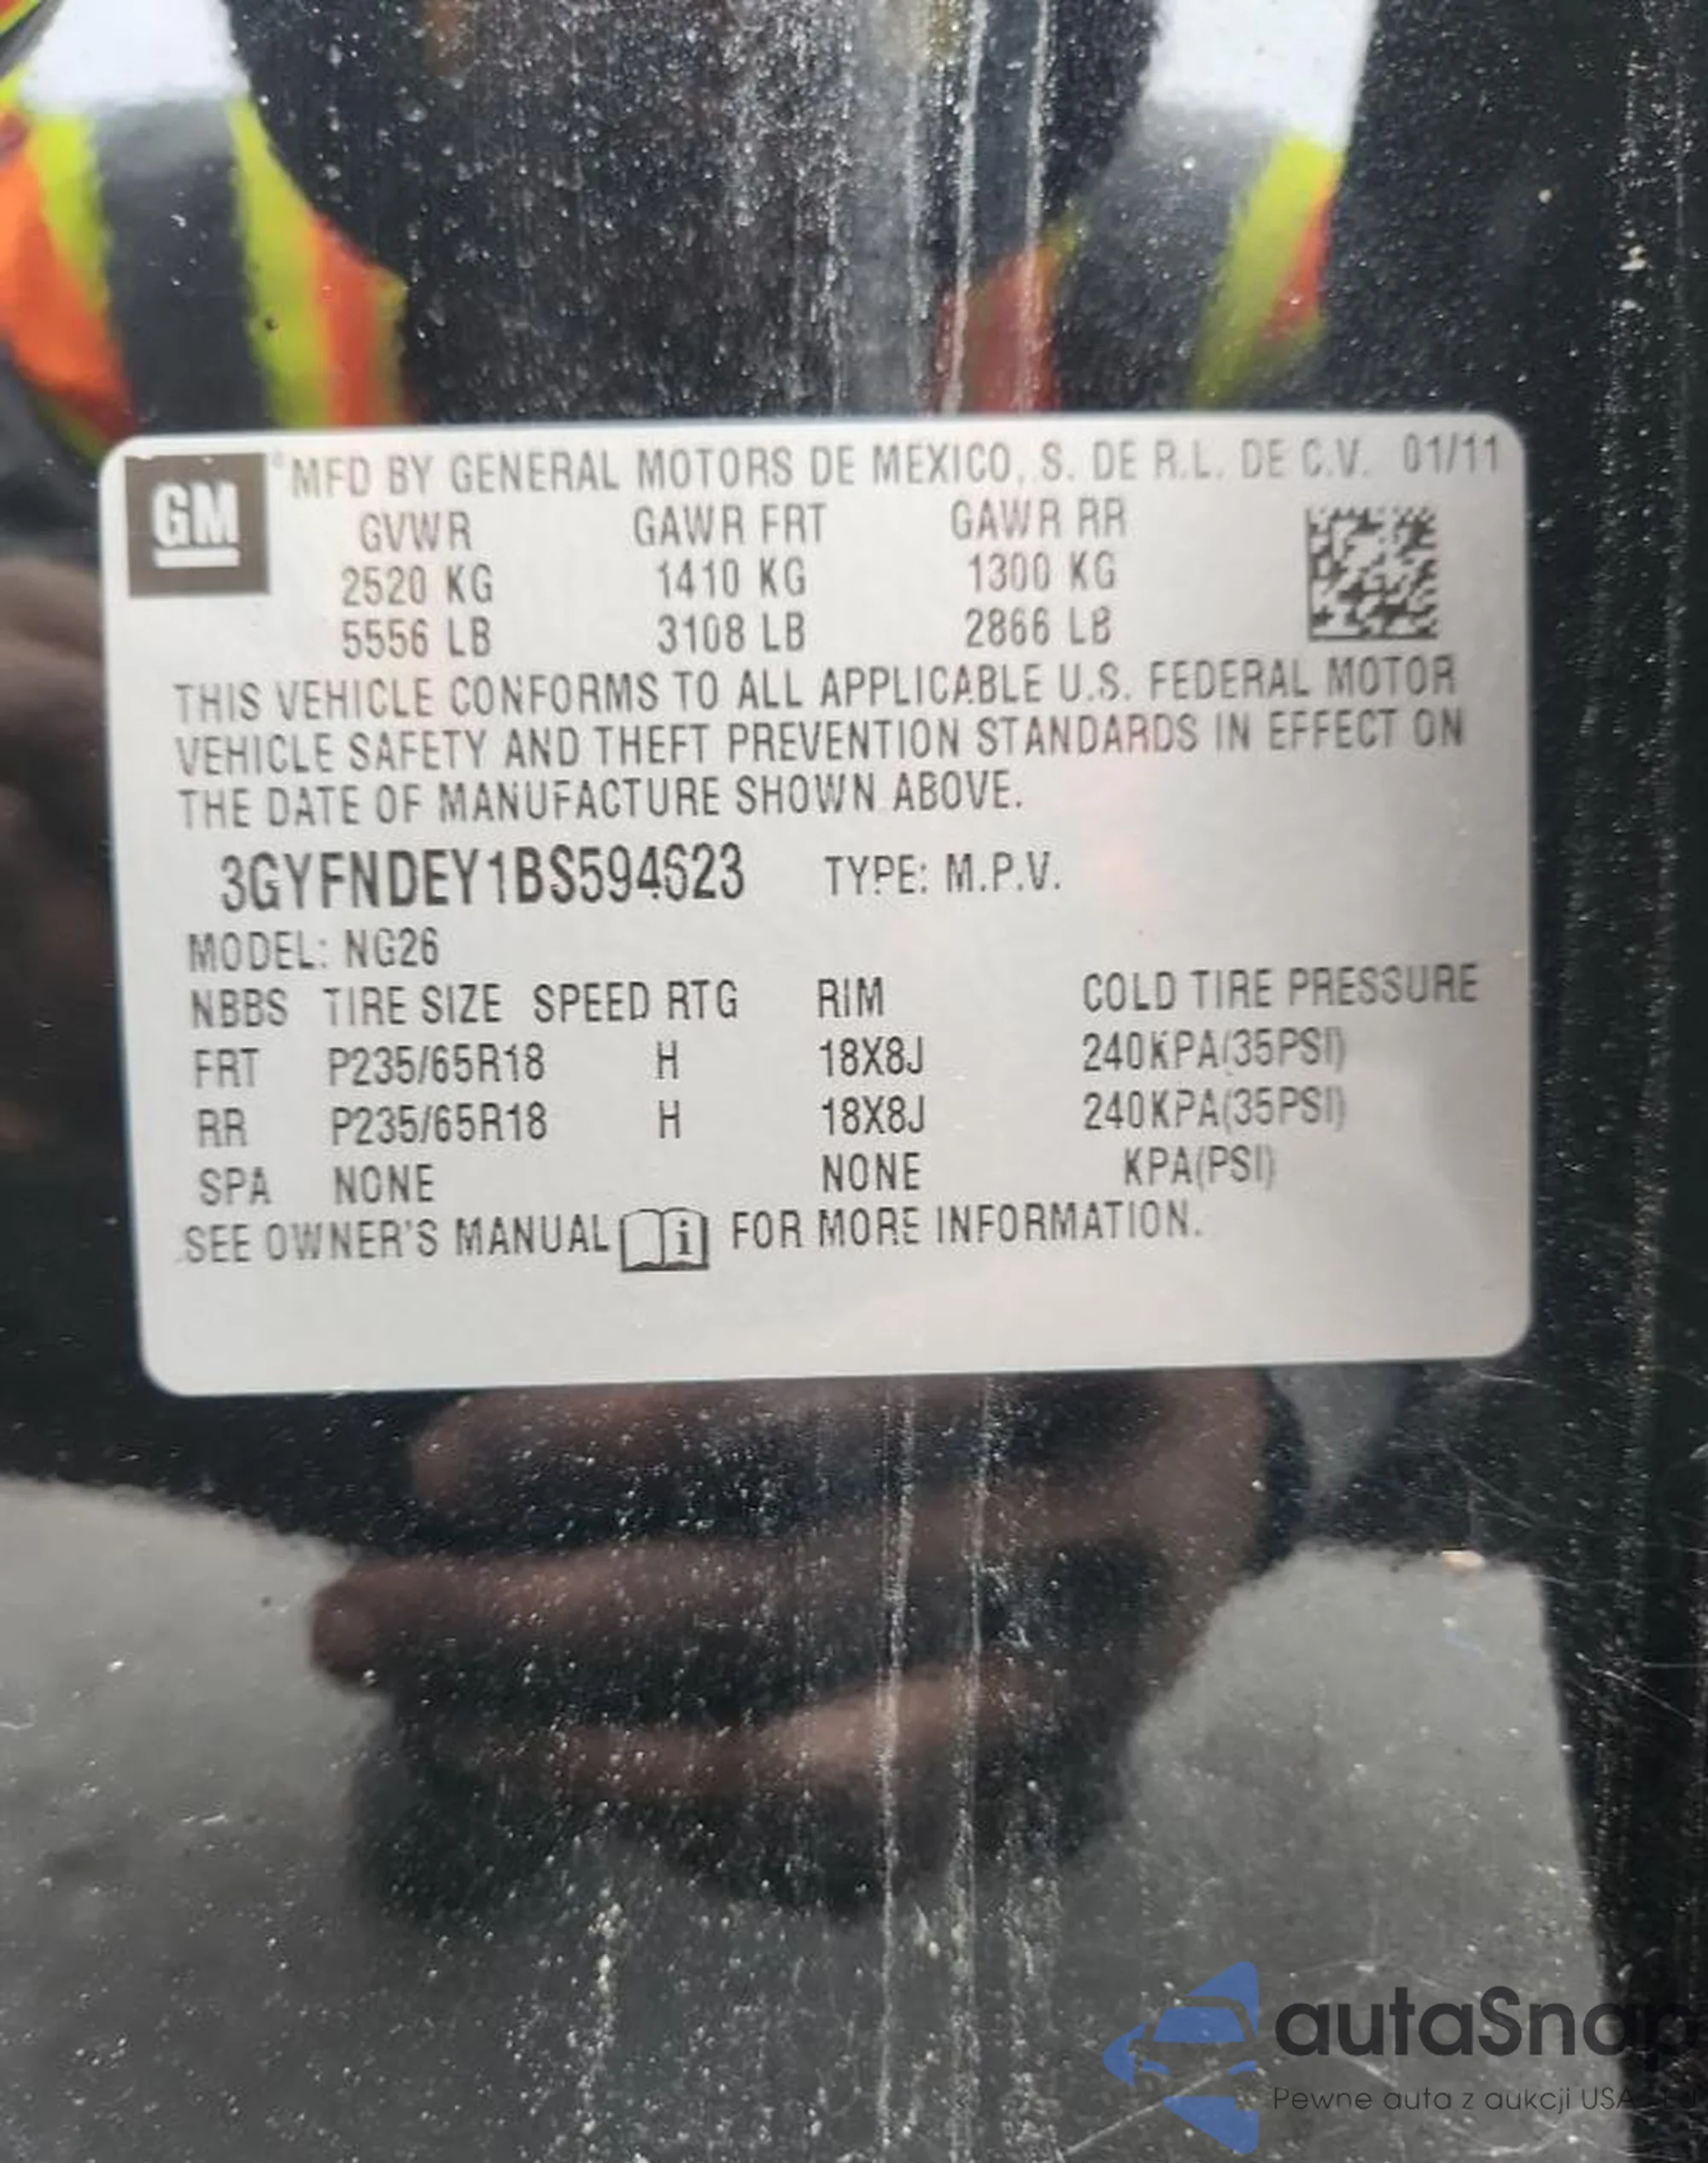 GM
®MFD BY GENERAL MOTORS DE MEXICO, S. DE R.L. DE C.V. 01/11
GVWR GAWR FRT GAWR RR
2520 KG 1410 KG 1300 KG
5556 LB 3108 LB 2866 LB
THIS VEHICLE CONFORMS TO ALL APPLICABLE U.S. FEDERAL MOTOR
VEHICLE SAFETY AND THEFT PREVENTION STANDARDS IN EFFECT ON
THE DATE OF MANUFACTURE SHOWN ABOVE.
3GYFNDEY1BS594623 TYPE: M.P.V.
MODEL: NG26
NBBS TIRE SIZE SPEED RTG RIM COLD TIRE PRESSURE
FRT P235/65R18 H 18X8J 240KPA(35PSI)
RR P235/65R18 H 18X8J 240KPA(35PSI)
SPA NONE NONE KPA(PSI)
SEE OWNER'S MANUAL i FOR MORE INFORMATION.
autaSnap
Pewne auta z aukcji USA